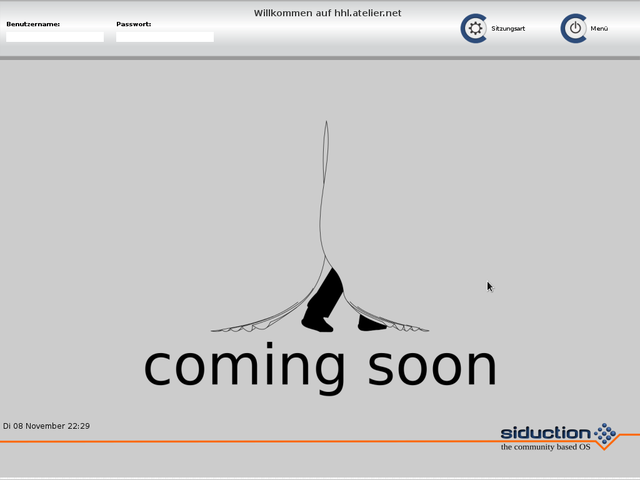 Willkommen auf hhl.atelier.net
Benutzername:
Passwort:
Sitzungsart
Menü
coming soon
Di 08 November 22:29
siduction
the community based OS